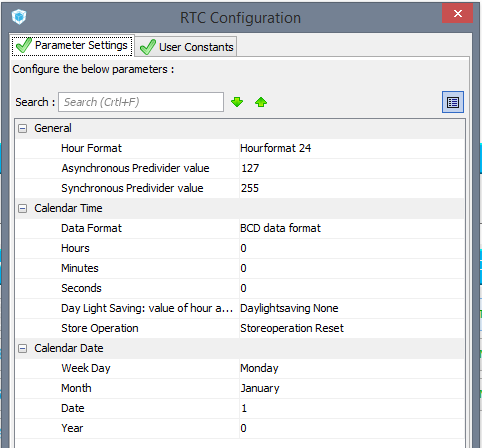 RTC Configuration
Parameter Settings User Constants
Configure the below parameters :
Search : Search (Crtl+F)
General
Hour Format Hourformat 24
Asynchronous Predivider value 127
Synchronous Predivider value 255
Calendar Time
Data Format BCD data format
Hours 0
Minutes 0
Seconds 0
Day Light Saving: value of hour a... Daylightsaving None
Store Operation Storeoperation Reset
Calendar Date
Week Day Monday
Month January
Date 1
Year 0